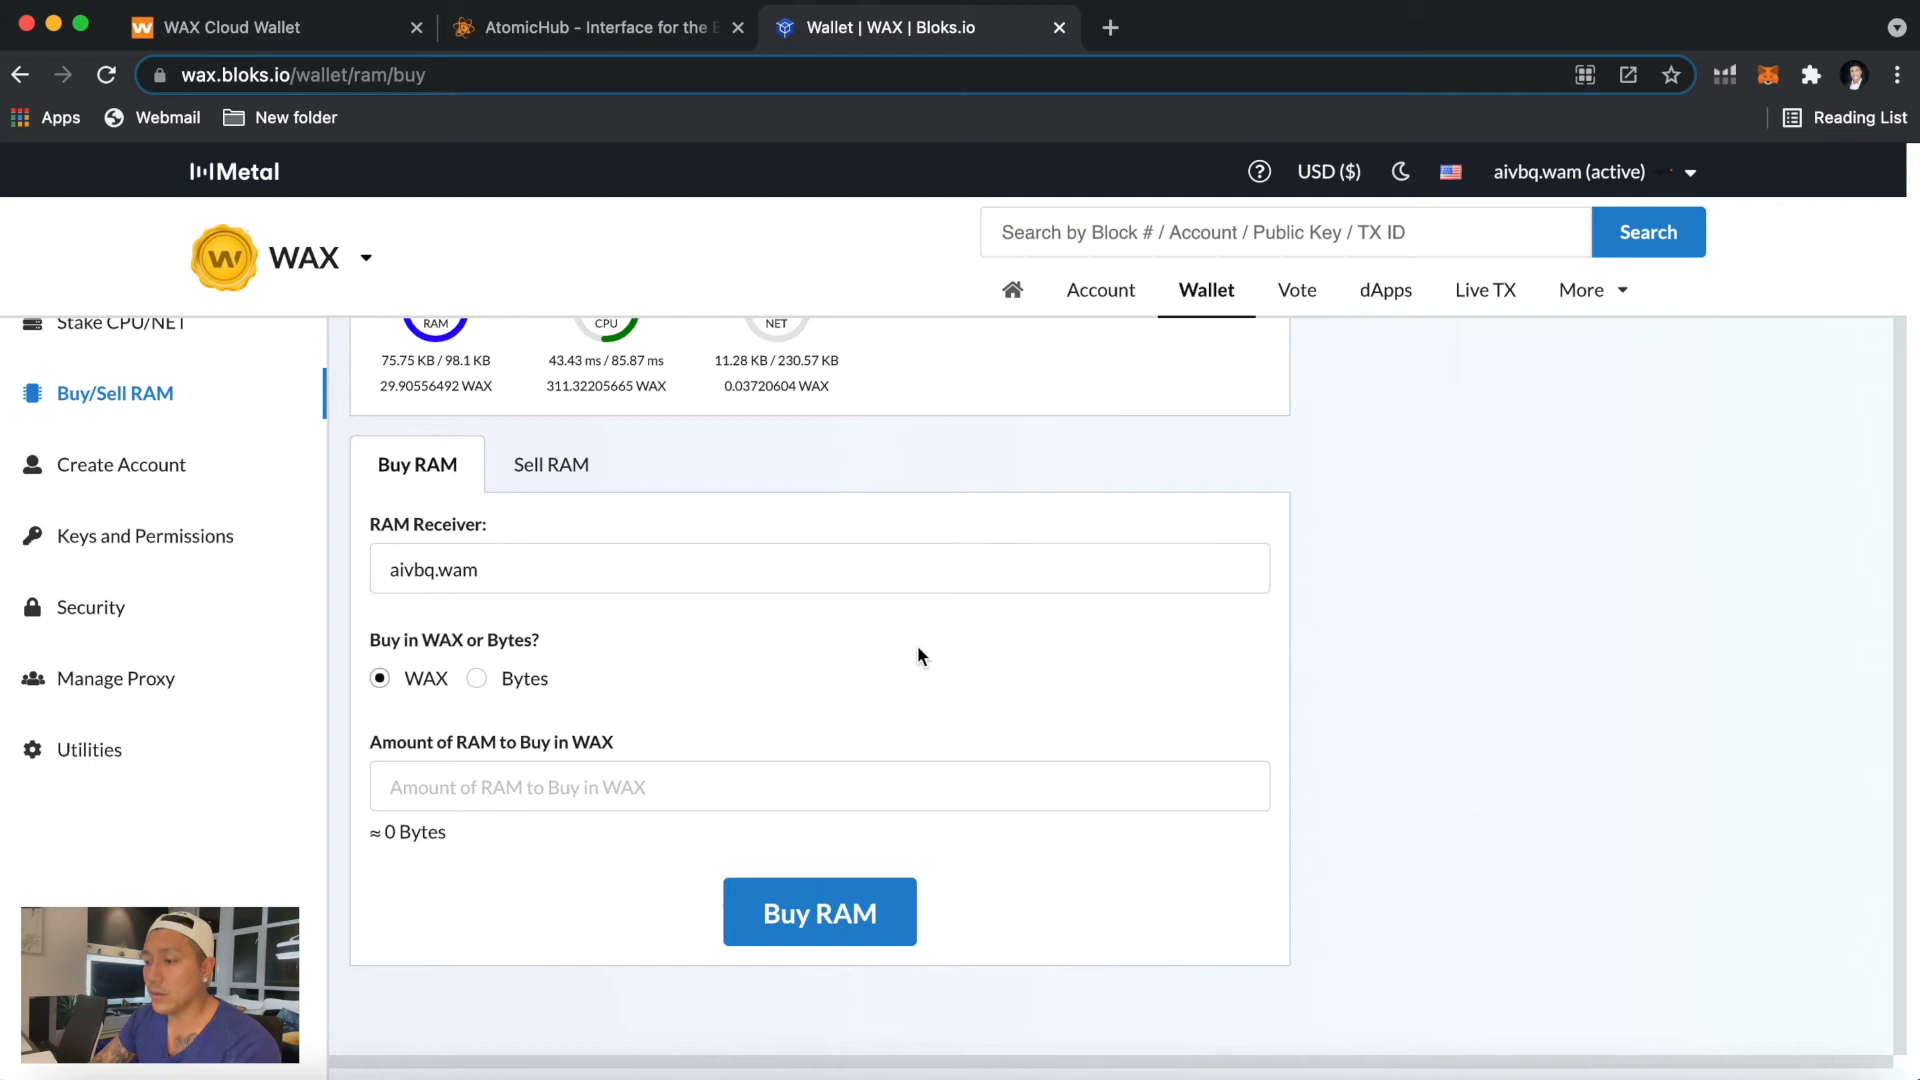 WAX Cloud Wallet
AtomicHub - Interface for the E
Wallet | WAX | Bloks.io
wax.bloks.io/wallet/ram/buy
Apps
Webmail
New folder
Reading List
Metal
USD ($)
aivbq.wam (active)
W
WAX
Search by Block # / Account / Public Key / TX ID
Search
Account
Wallet
Vote
dApps
Live TX
More
Stake CPU/NET
Buy/Sell RAM
Create Account
Keys and Permissions
Security
Manage Proxy
Utilities
RAM
CPU
NET
75.75 KB / 98.1 KB
43.43 ms / 85.87 ms
11.28 KB / 230.57 KB
29.90556492 WAX
311.32205665 WAX
0.03720604 WAX
Buy RAM
Sell RAM
RAM Receiver:
aivbq.wam
Buy in WAX or Bytes?
WAX
Bytes
Amount of RAM to Buy in WAX
Amount of RAM to Buy in WAX
≈ 0 Bytes
Buy RAM